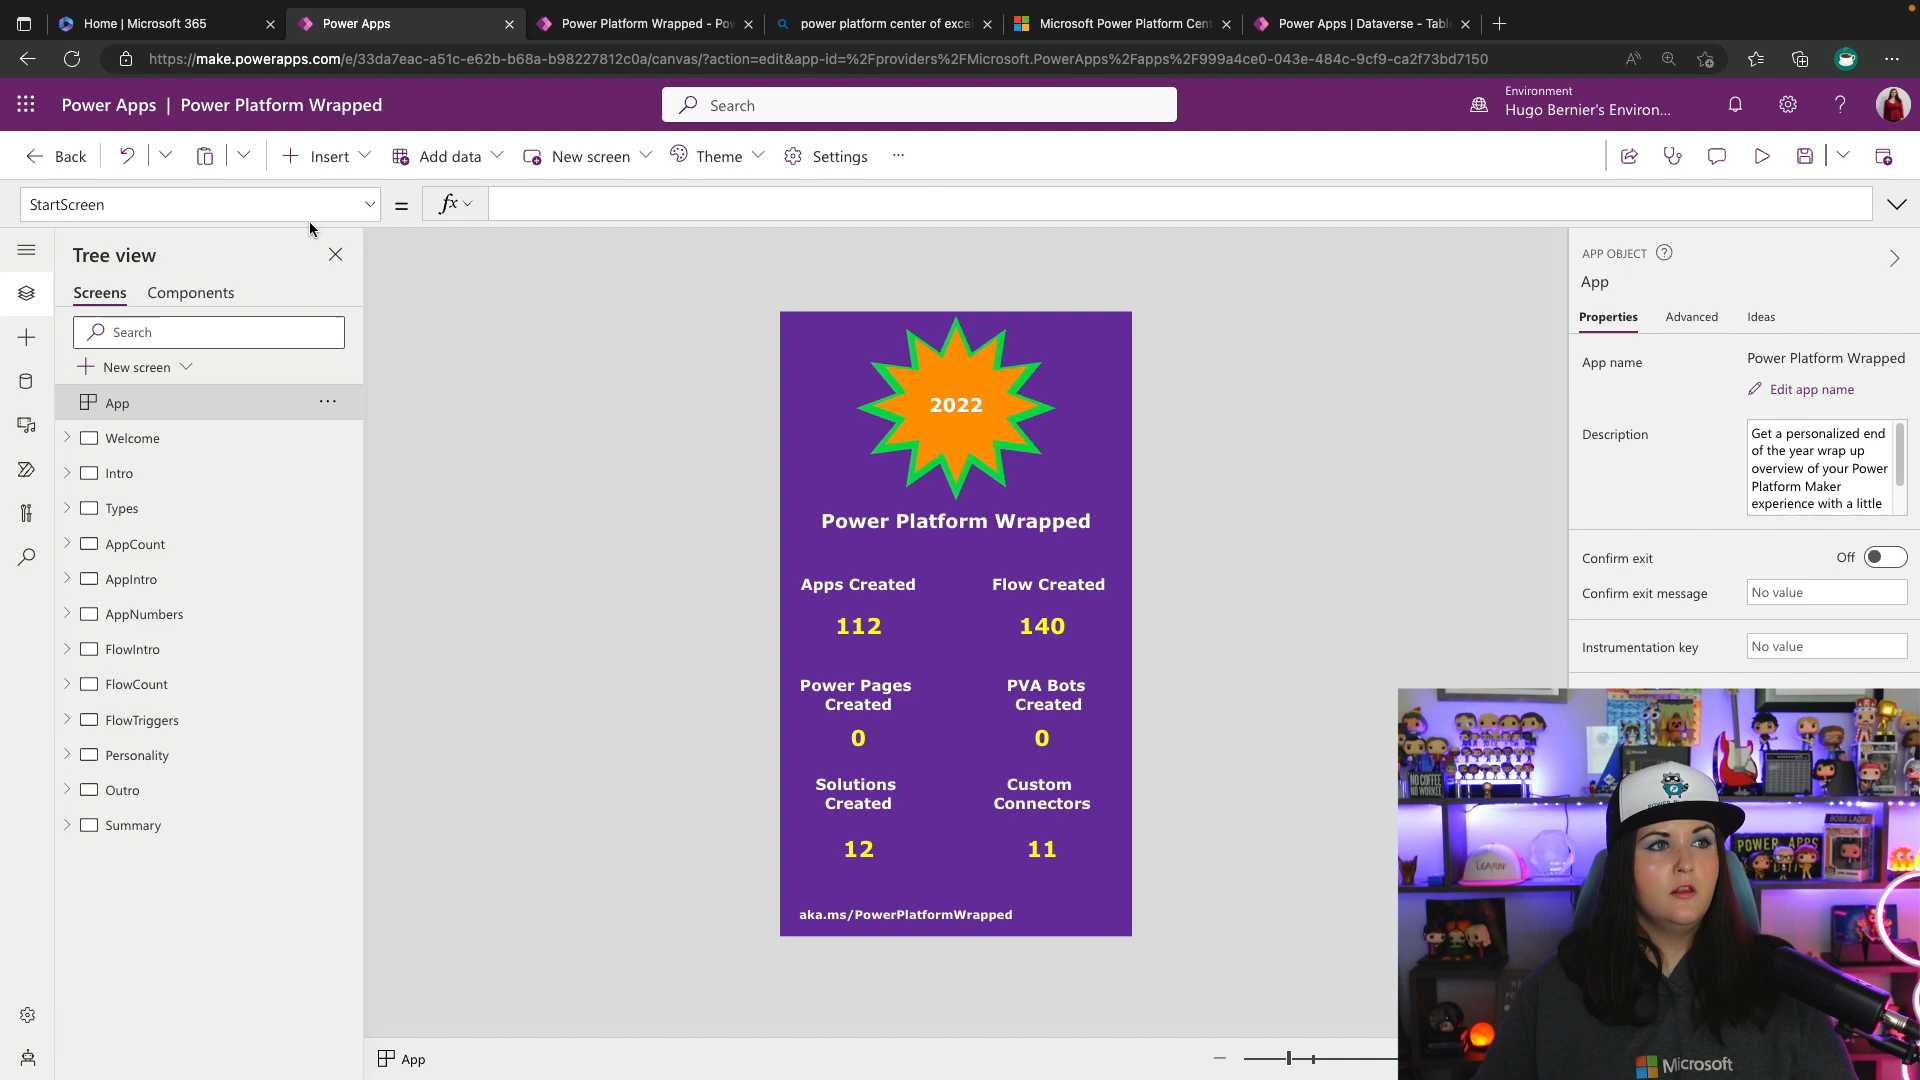 Home | Microsoft 365
Power Apps
Power Platform Wrapped - Po
power platform center of exce
Microsoft Power Platform Cent
Power Apps | Dataverse - Tabl
https://make.powerapps.com/e/33da7eac-a51c-e62b-b68a-b98227812c0a/canvas/?action=edit&app-id=%2Fproviders%2FMicrosoft.PowerApps%2Fapps%2F999a4ce0-043e-484c-9cf9-ca2f73bd7150
Power Apps | Power Platform Wrapped
Search
Environment
Hugo Bernier's Environ...
Back
Insert
Add data
New screen
Theme
Settings
StartScreen
=
fx
Tree view
Screens
Components
Search
New screen
App
Welcome
Intro
Types
AppCount
AppIntro
AppNumbers
FlowIntro
FlowCount
FlowTriggers
Personality
Outro
Summary
2022
Power Platform Wrapped
Apps Created
Flow Created
112
140
Power Pages
Created
PVA Bots
Created
0
0
Solutions
Created
Custom
Connectors
12
11
aka.ms/PowerPlatformWrapped
App
APP OBJECT
App
Properties
Advanced
Ideas
App name
Power Platform Wrapped
Edit app name
Description
Get a personalized end
of the year wrap up
overview of your Power
Platform Maker
experience with a little
Confirm exit
Off
Confirm exit message
No value
Instrumentation key
No value
NO COFFEE
NO WORKEE
LEARN
BOSS LADY
POWER APPS
Microsoft